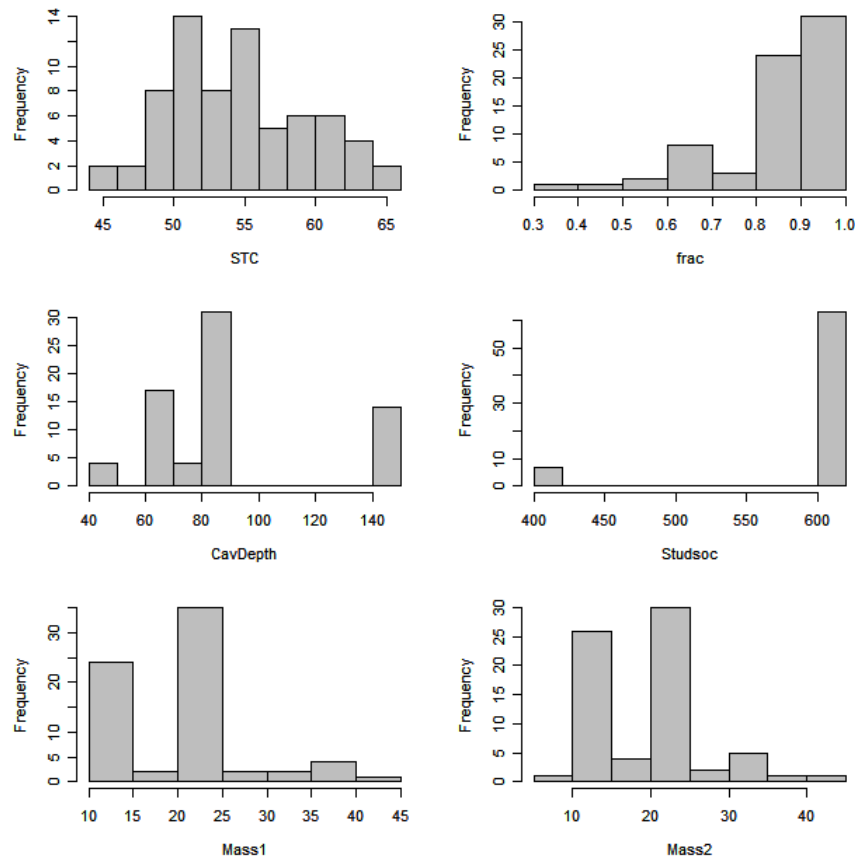 Frequency
0 2 4 6 8 10 14
45 50 55 60 65
STC
Frequency
0 5 10 15 20 25 30
0.3 0.4 0.5 0.6 0.7 0.8 0.9 1.0
frac
Frequency
0 5 10 15 20 25 30
40 60 80 100 120 140
CavDepth
Frequency
0 10 30 50
400 450 500 550 600
Studsoc
Frequency
0 5 10 20 30
10 15 20 25 30 35 40 45
Mass1
Frequency
0 5 10 15 20 25 30
10 20 30 40
Mass2